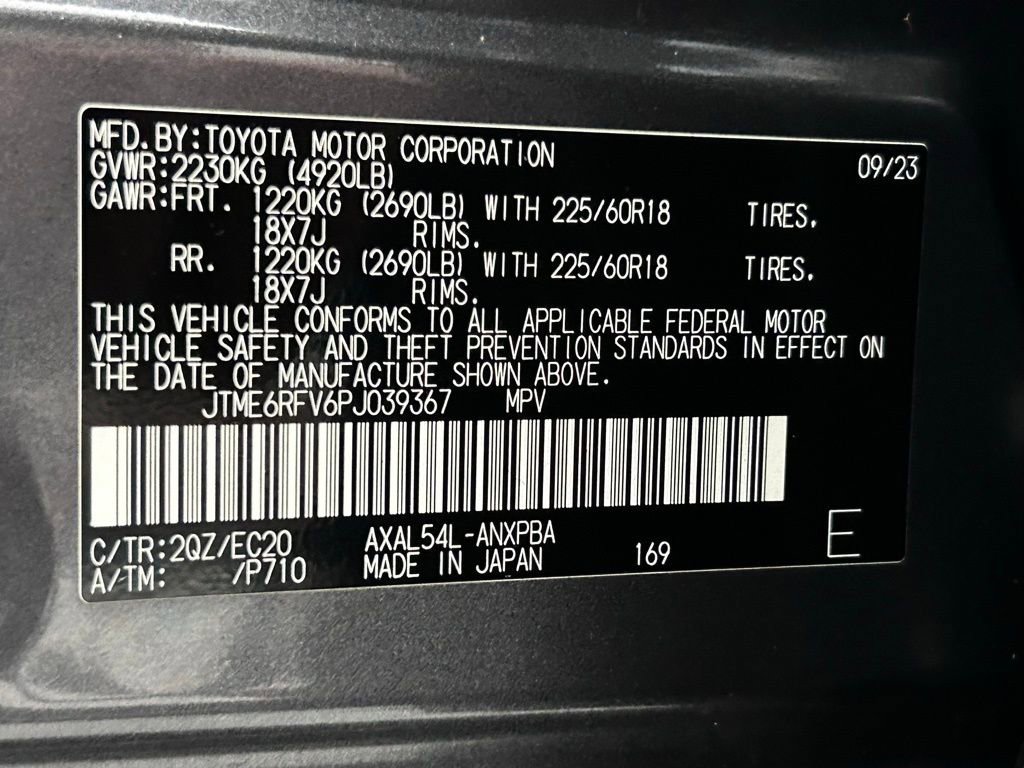 MFD.BY:TOYOTA MOTOR CORPORATION 09/23
GVWR:2230KG (4920LB)
GAWR:FRT. 1220KG (2690LB) WITH 225/60R18 TIRES.
18X7J RIMS.
RR. 1220KG (2690LB) WITH 225/60R18 TIRES.
18X7J RIMS.
THIS VEHICLE CONFORMS TO ALL APPLICABLE FEDERAL MOTOR
VEHICLE SAFETY AND THEFT PREVENTION STANDARDS IN EFFECT ON
THE DATE OF MANUFACTURE SHOWN ABOVE.
JTME6RFV6PJ039367 MPV
C/TR:2QZ/EC20 AXAL54L-ANXPBA
A/TM: /P710 MADE IN JAPAN 169 E